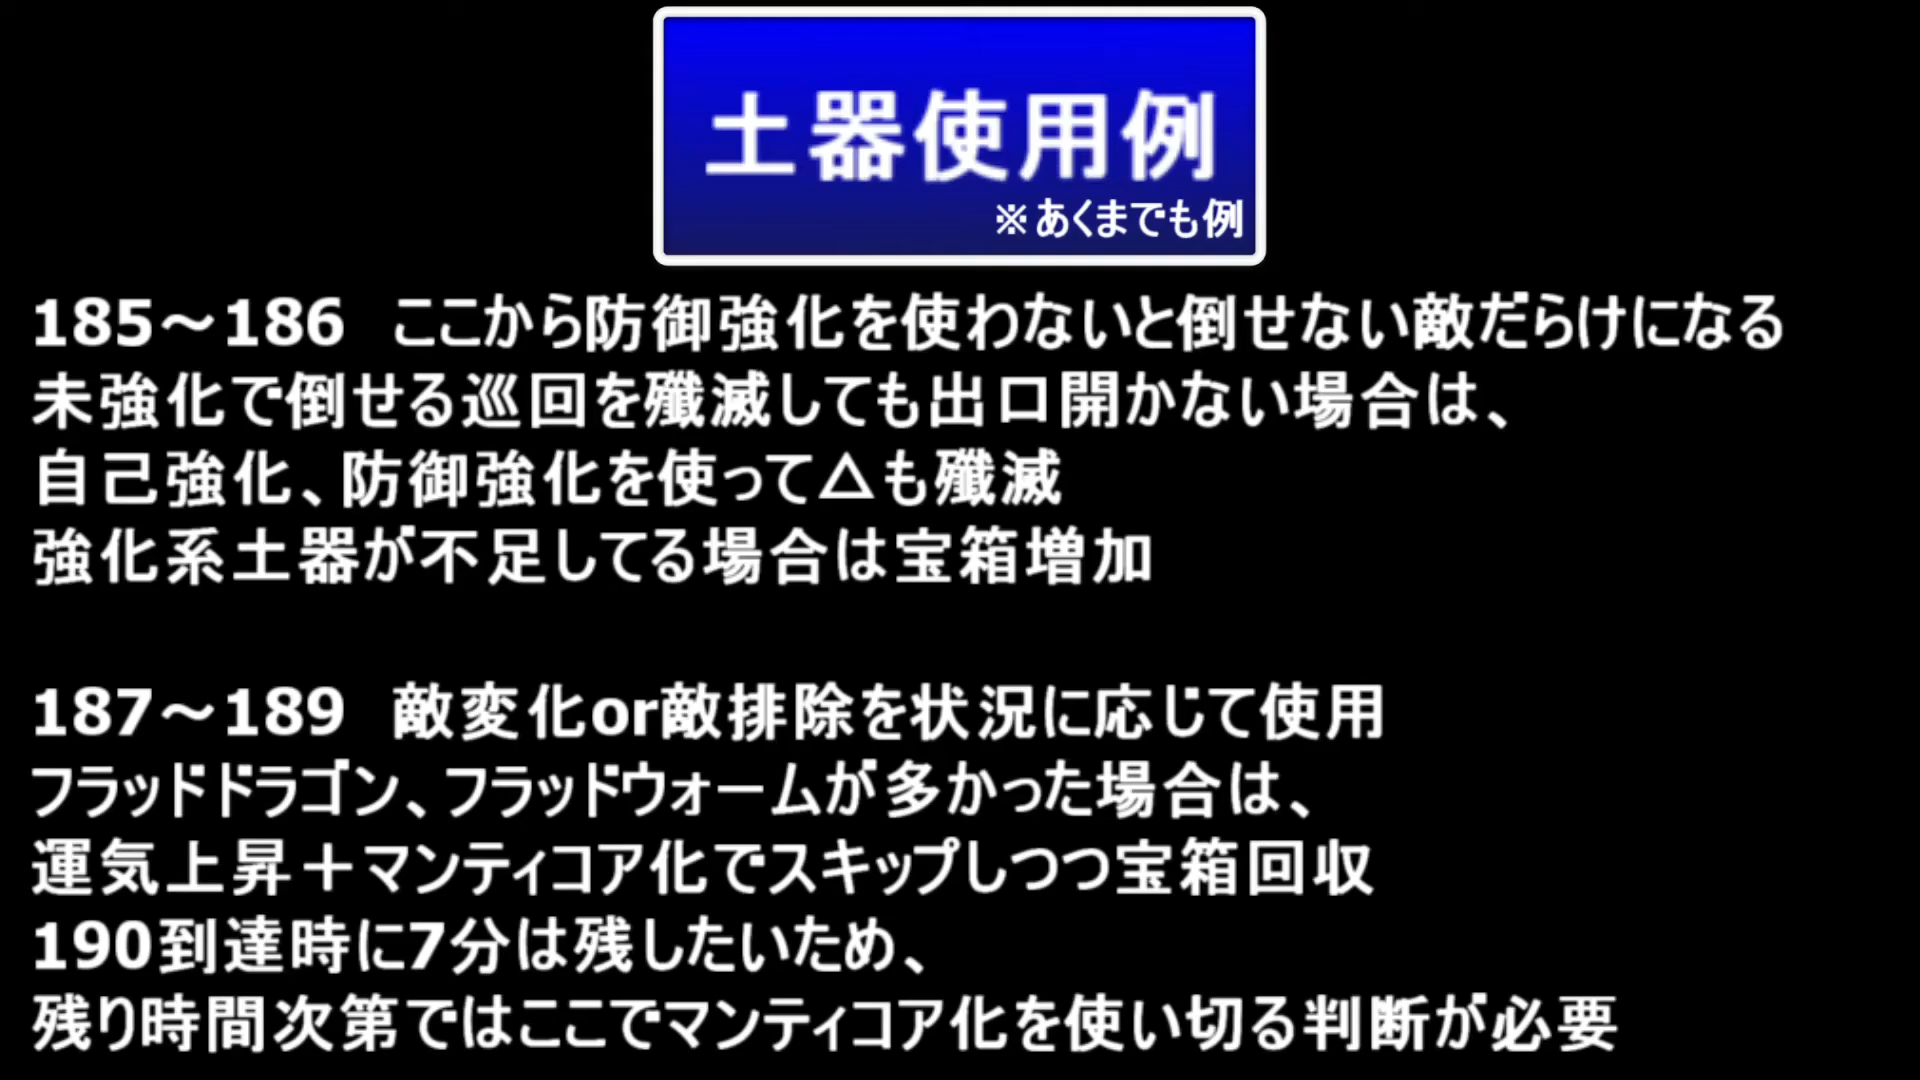 土器使用例
※あくまでも例
185～186　ここから防御強化を使わないと倒せない敵だらけになる
未強化で倒せる巡回を殲滅しても出口開かない場合は、
自己強化、防御強化を使って△も殲滅
強化系土器が不足してる場合は宝箱増加
187～189　敵変化or敵排除を状況に応じて使用
フラッドドラゴン、フラッドウォームが多かった場合は、
運気上昇＋マンティコア化でスキップしつつ宝箱回収
190到達時に7分は残したいため、
残り時間次第ではここでマンティコア化を使い切る判断が必要